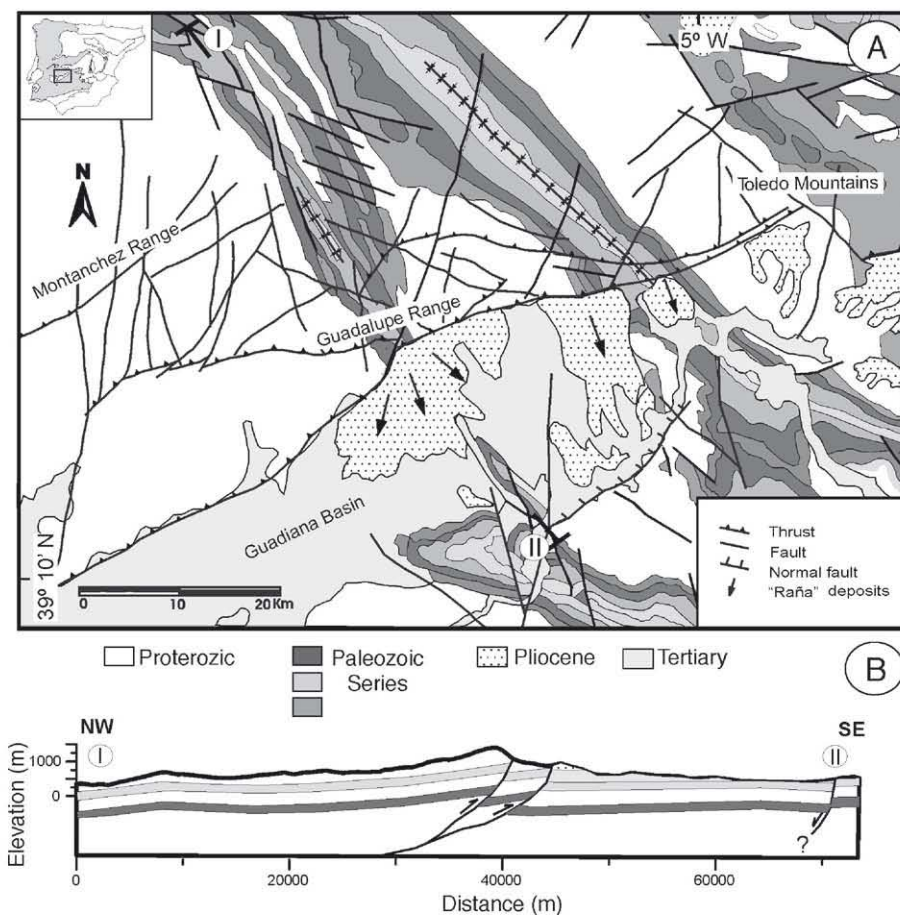 I
5º W
A
N
Toledo Mountains
Montanchez Range
Guadalupe Range
Guadiana Basin
II
39º 10' N
0 10 20 Km
Thrust
Fault
Normal fault
"Raña" deposits
Proterozic
Paleozoic
Series
Pliocene
Tertiary
B
NW
SE
I
II
Elevation (m)
1000
0
?
0 20000 40000 60000
Distance (m)